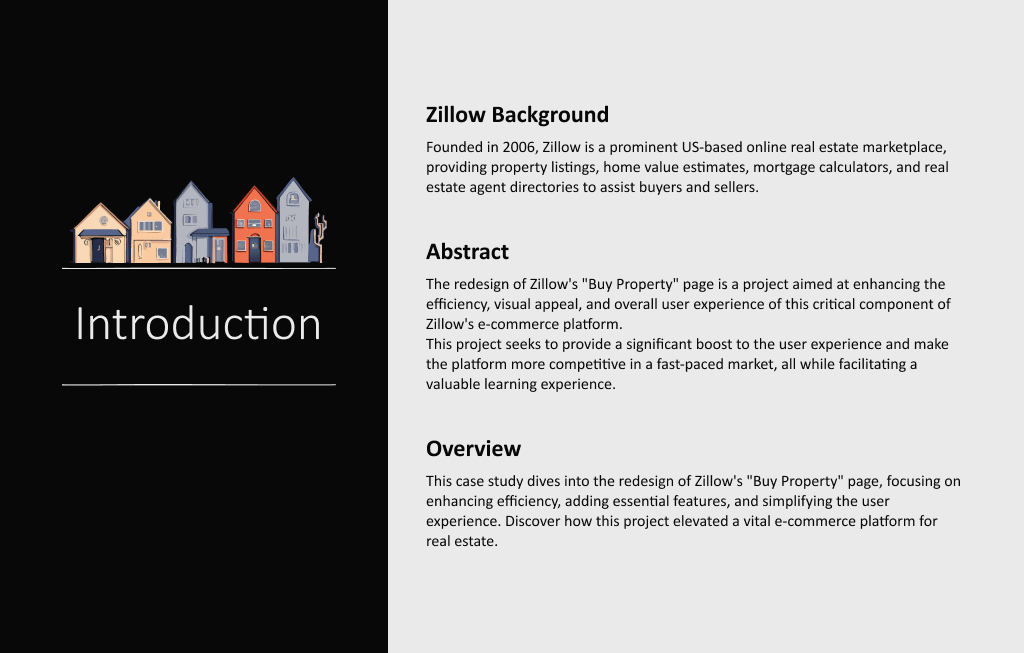 Introduction
Zillow Background
Founded in 2006, Zillow is a prominent US-based online real estate marketplace,
providing property listings, home value estimates, mortgage calculators, and real
estate agent directories to assist buyers and sellers.
Abstract
The redesign of Zillow's "Buy Property" page is a project aimed at enhancing the
efficiency, visual appeal, and overall user experience of this critical component of
Zillow's e-commerce platform.
This project seeks to provide a significant boost to the user experience and make
the platform more competitive in a fast-paced market, all while facilitating a
valuable learning experience.
Overview
This case study dives into the redesign of Zillow's "Buy Property" page, focusing on
enhancing efficiency, adding essential features, and simplifying the user
experience. Discover how this project elevated a vital e-commerce platform for
real estate.